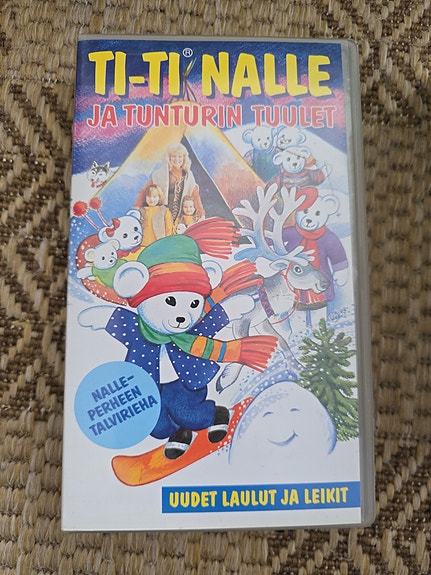 TI-TI® NALLE
JA TUNTURIN TUULET
NALLE-
PERHEEN
TALVIRIEHA
UUDET LAULUT JA LEIKIT